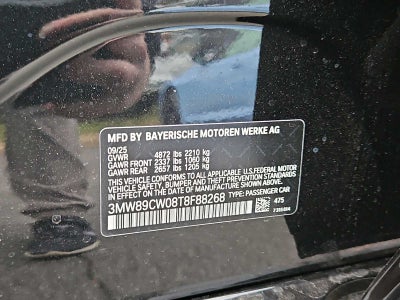 MFD BY BAYERISCHE MOTOREN WERKE AG
09/25
GVWR 4872 lbs 2210 kg
GAWR FRONT 2337 lbs 1060 kg
GAWR REAR 2657 lbs 1205 kg
THIS VEHICLE CONFORMS TO ALL APPLICABLE U.S.FEDERAL MOTOR
VEHICLE SAFETY, BUMPER, AND THEFT PREVENTION STANDARDS
IN EFFECT ON THE DATE OF MANUFACTURE SHOWN ABOVE.
3MW89CW08T8F88268 TYPE: PASSENGER CAR
475